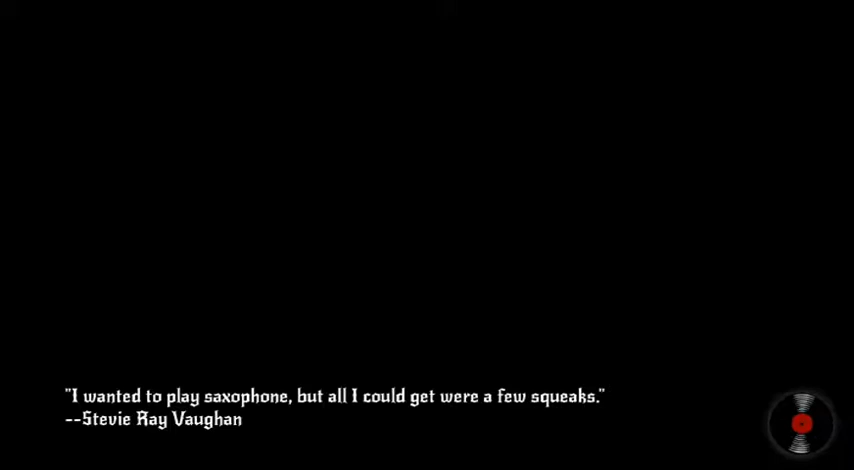 "I wanted to play saxophone, but all I could get were a few squeaks."
--Stevie Ray Vaughan